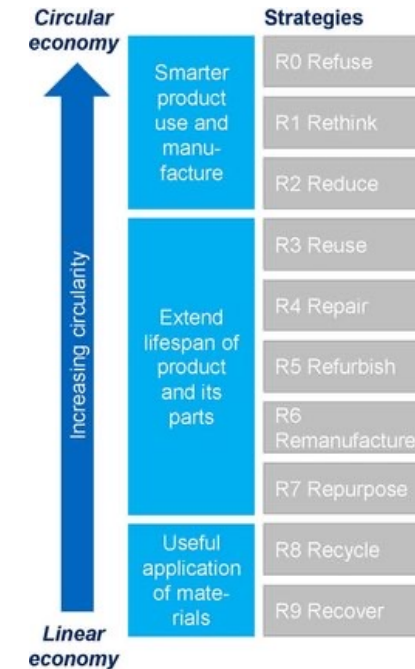 Circular
economy
Strategies
Increasing circularity
Smarter
product
use and
manu-
facture
R0 Refuse
R1 Rethink
R2 Reduce
Extend
lifespan of
product
and its
parts
R3 Reuse
R4 Repair
R5 Refurbish
R6
Remanufacture
R7 Repurpose
Useful
application
of mate-
rials
R8 Recycle
R9 Recover
Linear
economy